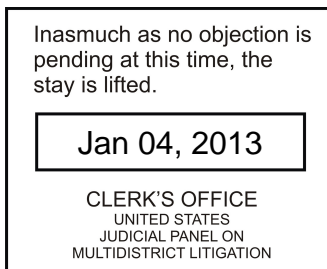 Inasmuch as no objection is
pending at this time, the
stay is lifted.
Jan 04, 2013
CLERK'S OFFICE
UNITED STATES
JUDICIAL PANEL ON
MULTIDISTRICT LITIGATION